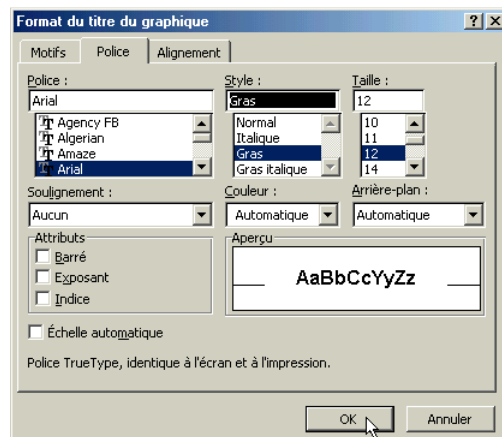 Format du titre du graphique
Motifs Police Alignement
Police : Style : Taille :
Arial Gras 12
Agency FB Normal 10
Algerian Italique 11
Amaze Gras 12
Arial Gras italique 14
Soulignement : Couleur : Arrière-plan :
Aucun Automatique Automatique
Attributs Aperçu
Barré
Exposant
Indice
AaBbCcYyZz
Échelle automatique
Police TrueType, identique à l'écran et à l'impression.
OK Annuler